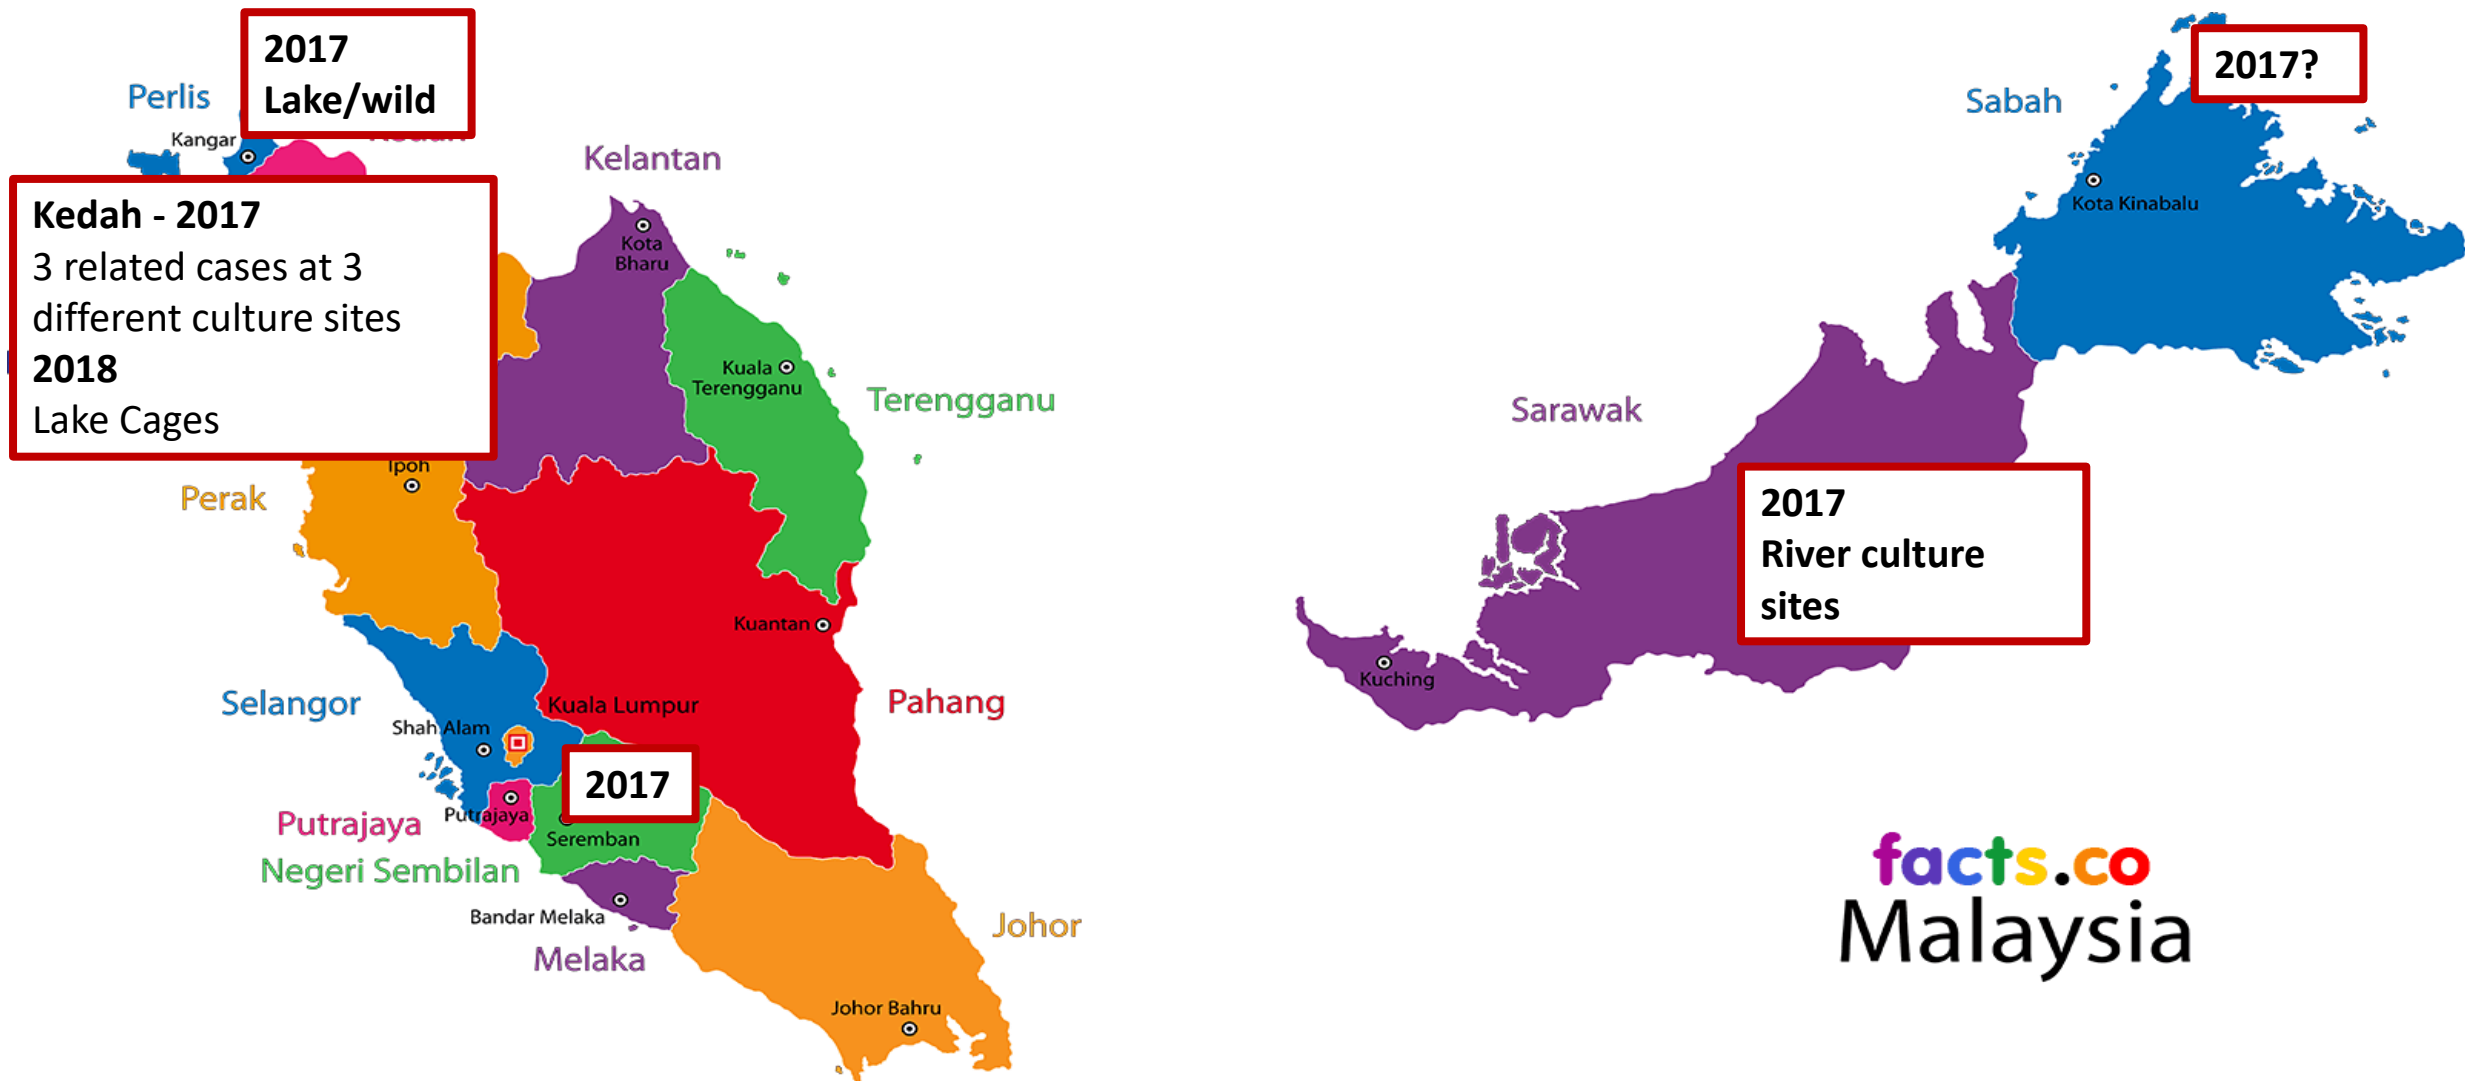 2017
Lake/wild
Perlis
Kangar
Kedah - 2017
3 related cases at 3
different culture sites
2018
Lake Cages
Kelantan
Kota
Bharu
Kuala
Terengganu
Terengganu
Ipoh
Perak
Kuantan
Selangor
Shah Alam
Kuala Lumpur
Pahang
2017
Putrajaya
Putrajaya
Seremban
Negeri Sembilan
Bandar Melaka
Melaka
Johor
Johor Bahru
2017?
Sabah
Kota Kinabalu
Sarawak
2017
River culture
sites
Kuching
facts.co
Malaysia